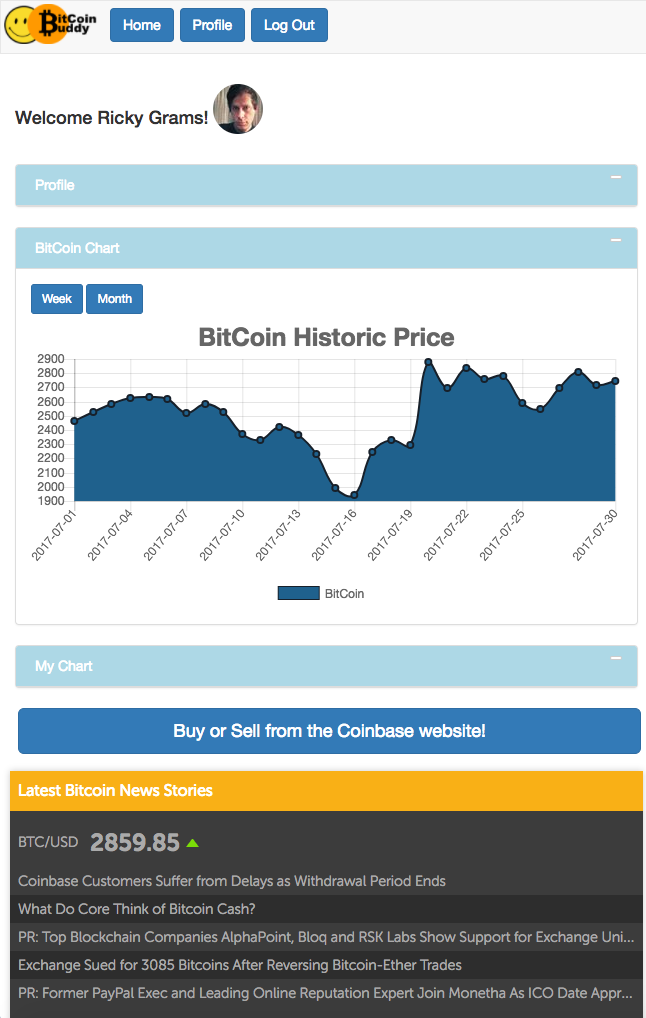 BitCoin
Buddy
Home
Profile
Log Out
Welcome Ricky Grams!
Profile
BitCoin Chart
Week
Month
BitCoin Historic Price
2900
2800
2700
2600
2500
2400
2300
2200
2100
2000
1900
2017-07-01
2017-07-04
2017-07-07
2017-07-10
2017-07-13
2017-07-16
2017-07-19
2017-07-22
2017-07-25
2017-07-30
BitCoin
My Chart
Buy or Sell from the Coinbase website!
Latest Bitcoin News Stories
BTC/USD 2859.85
Coinbase Customers Suffer from Delays as Withdrawal Period Ends
What Do Core Think of Bitcoin Cash?
PR: Top Blockchain Companies AlphaPoint, Bloq and RSK Labs Show Support for Exchange Uni...
Exchange Sued for 3085 Bitcoins After Reversing Bitcoin-Ether Trades
PR: Former PayPal Exec and Leading Online Reputation Expert Join Monetha As ICO Date Appr...